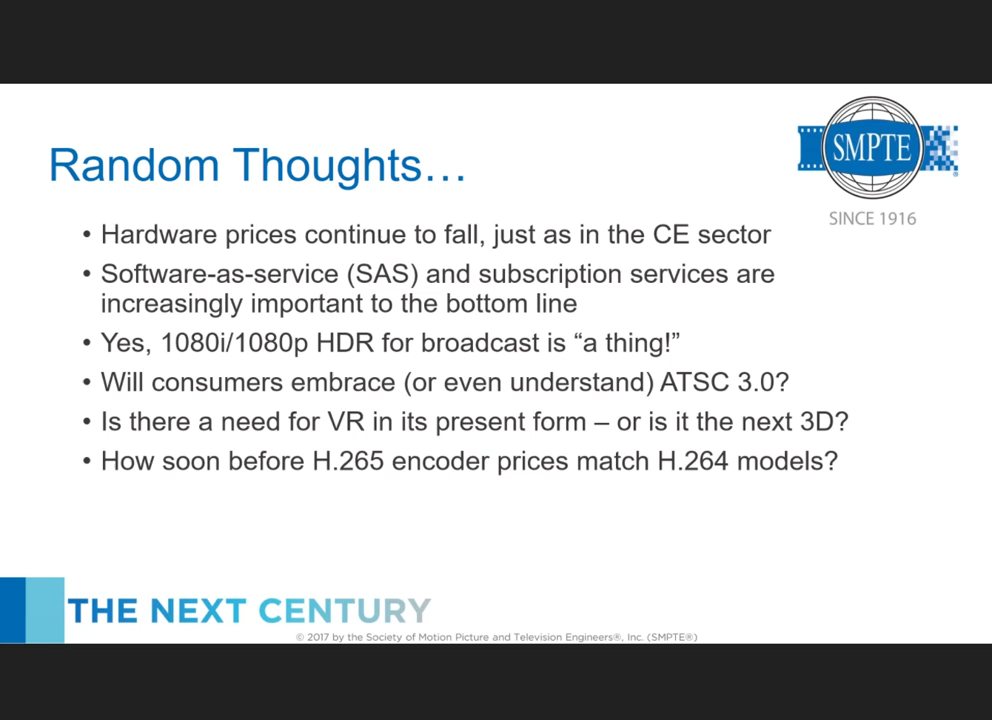 SMPTE
SINCE 1916
Random Thoughts…
• Hardware prices continue to fall, just as in the CE sector
• Software-as-service (SAS) and subscription services are
increasingly important to the bottom line
• Yes, 1080i/1080p HDR for broadcast is “a thing!”
• Will consumers embrace (or even understand) ATSC 3.0?
• Is there a need for VR in its present form – or is it the next 3D?
• How soon before H.265 encoder prices match H.264 models?
THE NEXT CENTURY
© 2017 by the Society of Motion Picture and Television Engineers®, Inc. (SMPTE®)